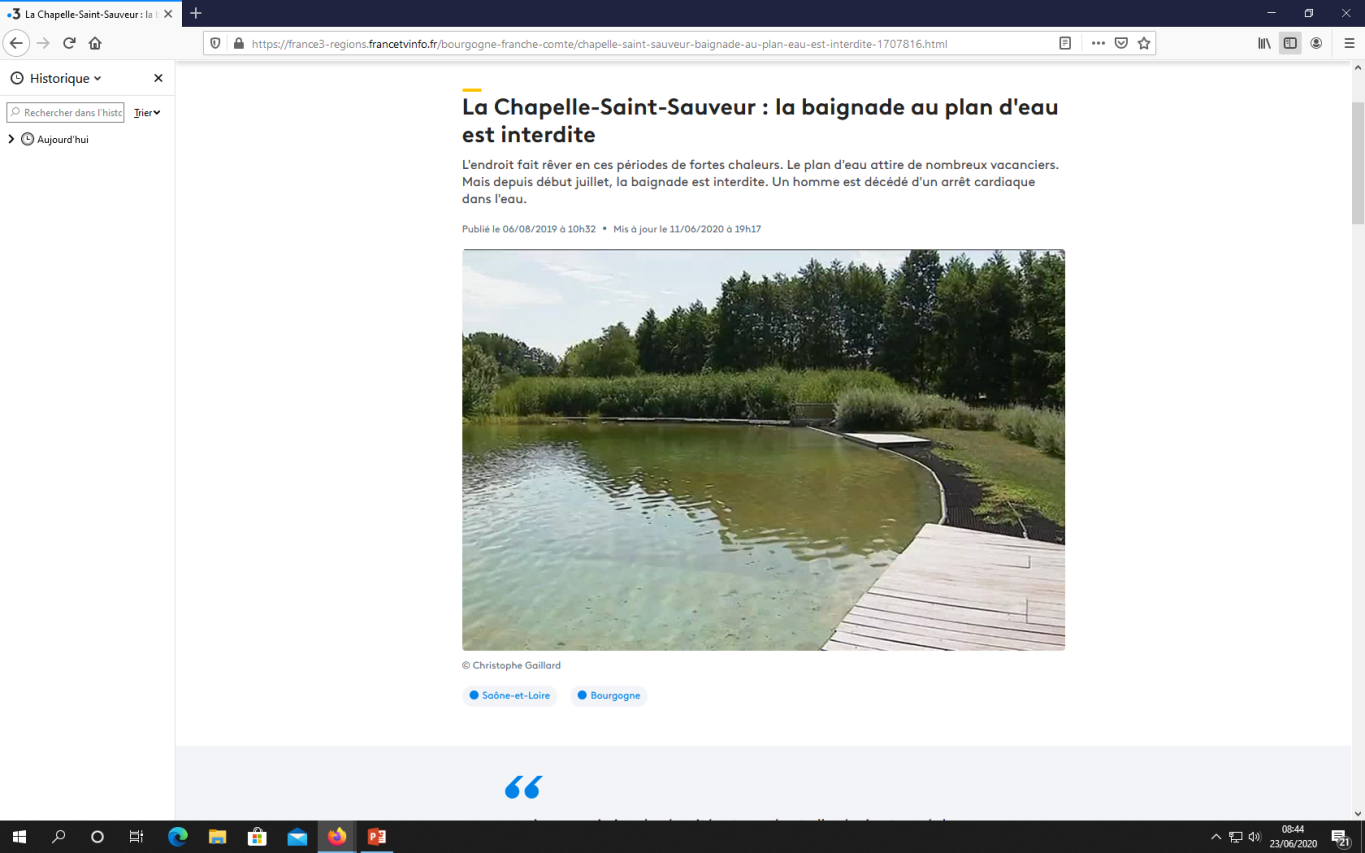 3 La Chapelle-Saint-Sauveur : la
https://france3-regions.francetvinfo.fr/bourgogne-franche-comte/chapelle-saint-sauveur-baignade-au-plan-eau-est-interdite-1707816.html
Historique
Rechercher dans l'histo
Trier
Aujourd'hui
La Chapelle-Saint-Sauveur : la baignade au plan d'eau
est interdite
L'endroit fait rêver en ces périodes de fortes chaleurs. Le plan d'eau attire de nombreux vacanciers.
Mais depuis début juillet, la baignade est interdite. Un homme est décédé d'un arrêt cardiaque
dans l'eau.
Publié le 06/08/2019 à 10h32 • Mis à jour le 11/06/2020 à 19h17
© Christophe Gaillard
Saône-et-Loire
Bourgogne
“
08:44
23/06/2020
21